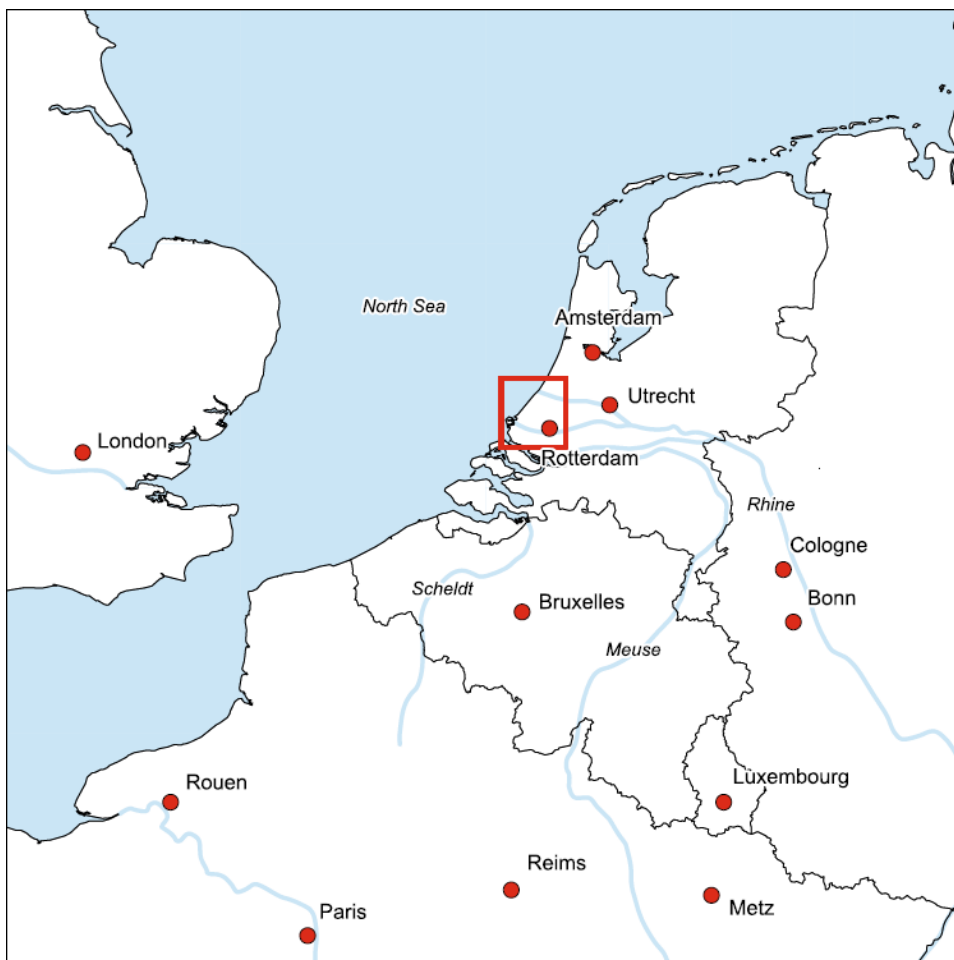 North Sea
Amsterdam
Utrecht
London
Rotterdam
Rhine
Cologne
Scheldt
Bruxelles
Bonn
Meuse
Rouen
Luxembourg
Reims
Paris
Metz